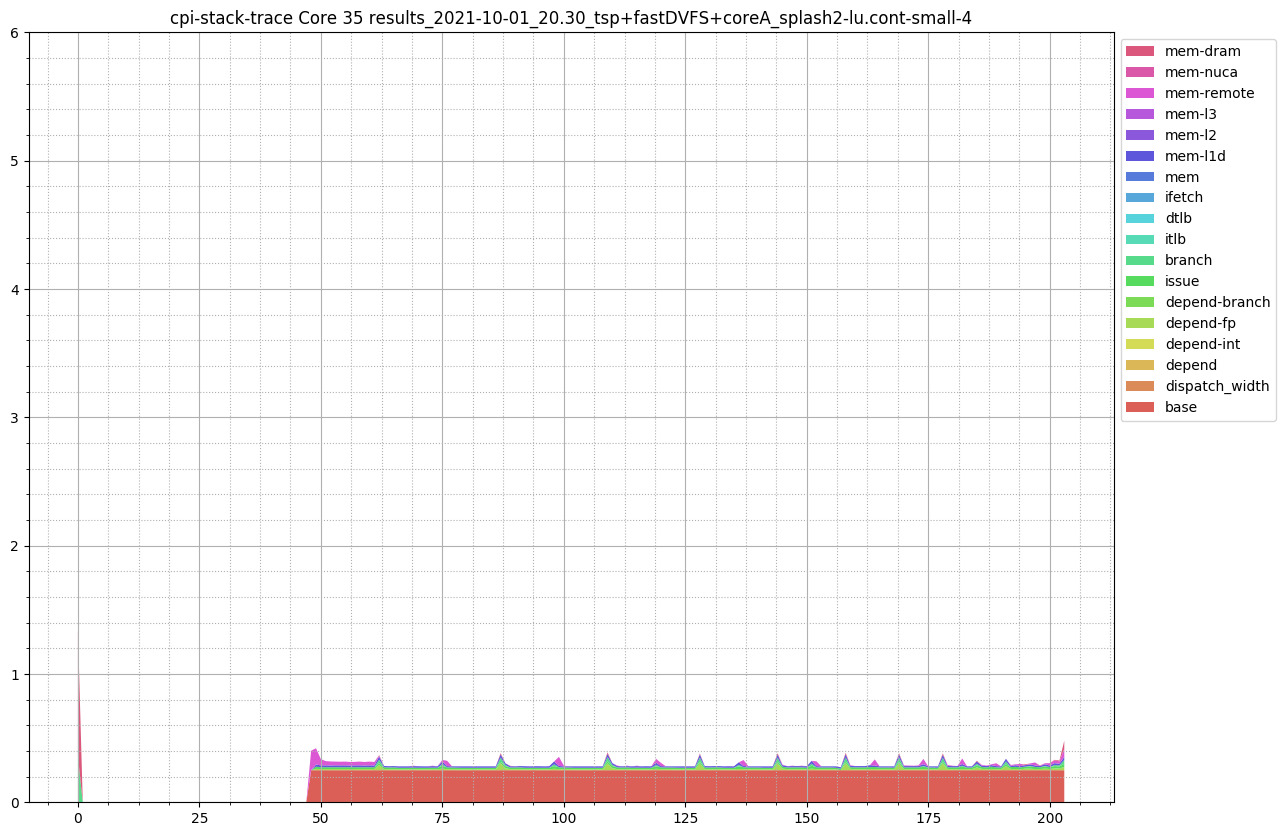 cpi-stack-trace Core 35 results_2021-10-01_20.30_tsp+fastDVFS+coreA_splash2-lu.cont-small-4
6
5
4
3
2
1
0
0 25 50 75 100 125 150 175 200
mem-dram
mem-nuca
mem-remote
mem-l3
mem-l2
mem-l1d
mem
ifetch
dtlb
itlb
branch
issue
depend-branch
depend-fp
depend-int
depend
dispatch_width
base